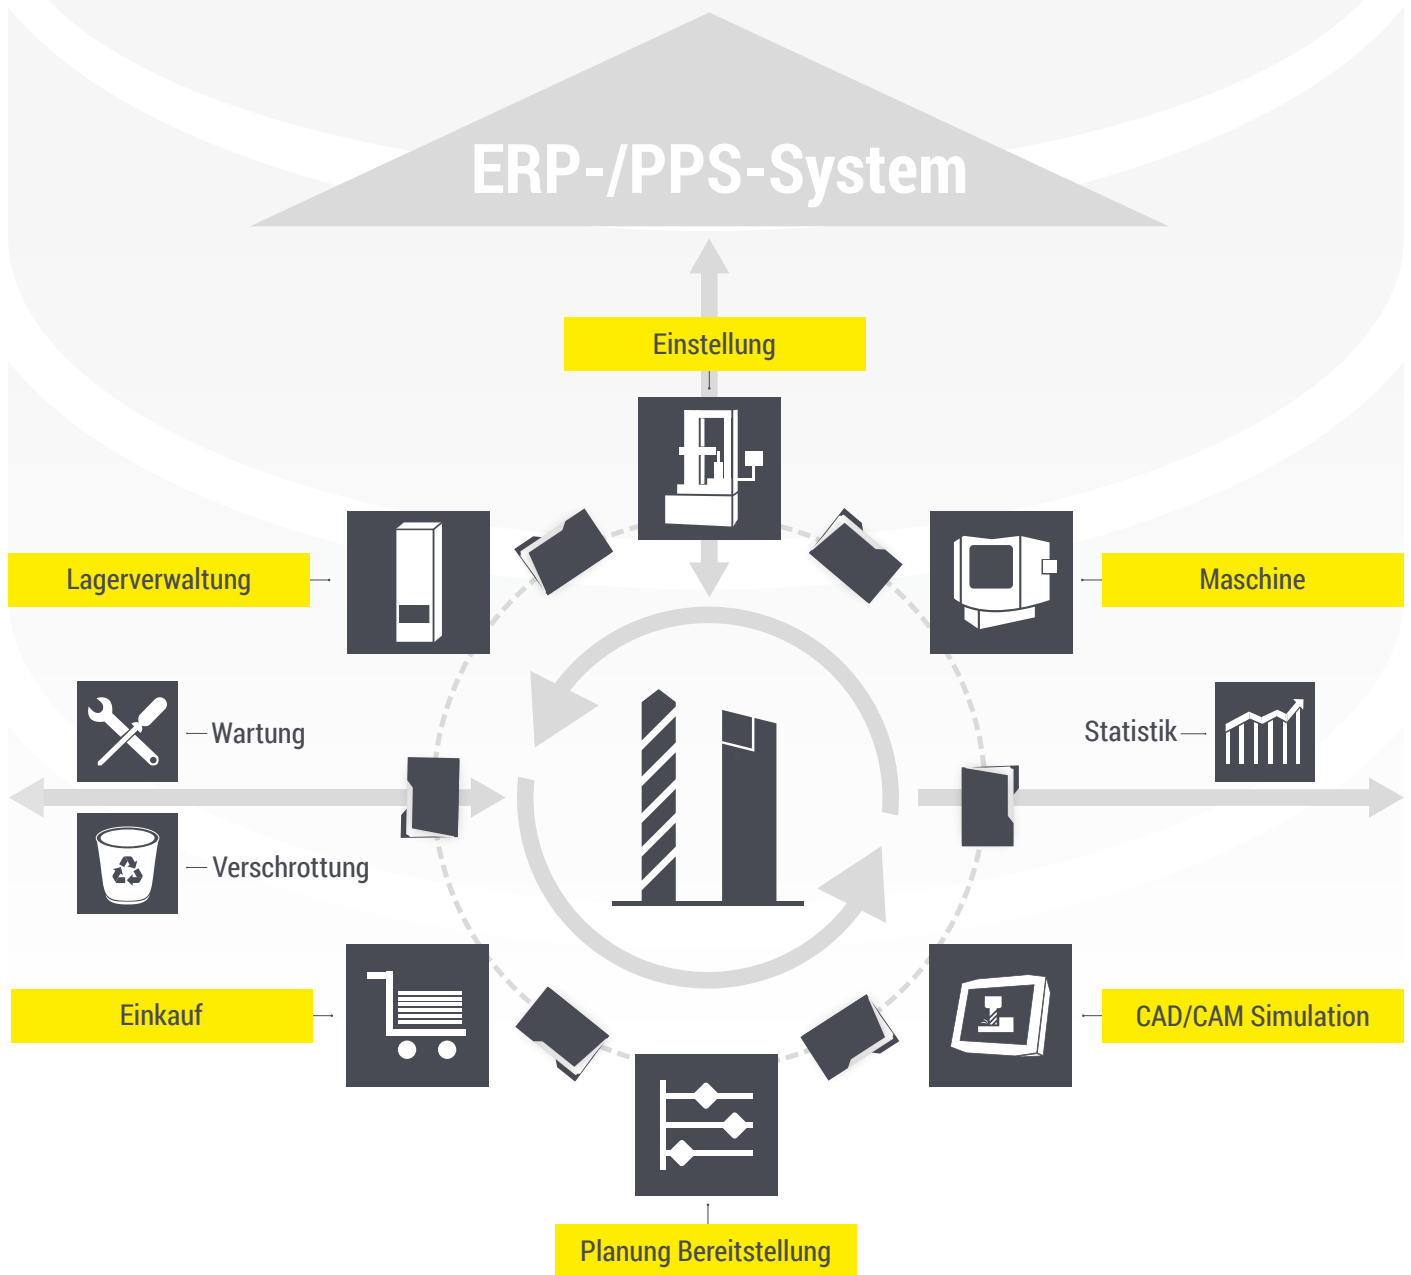 ERP-/PPS-System
Einstellung
Lagerverwaltung
Maschine
Wartung
Statistik
Verschrottung
Einkauf
CAD/CAM Simulation
Planung Bereitstellung